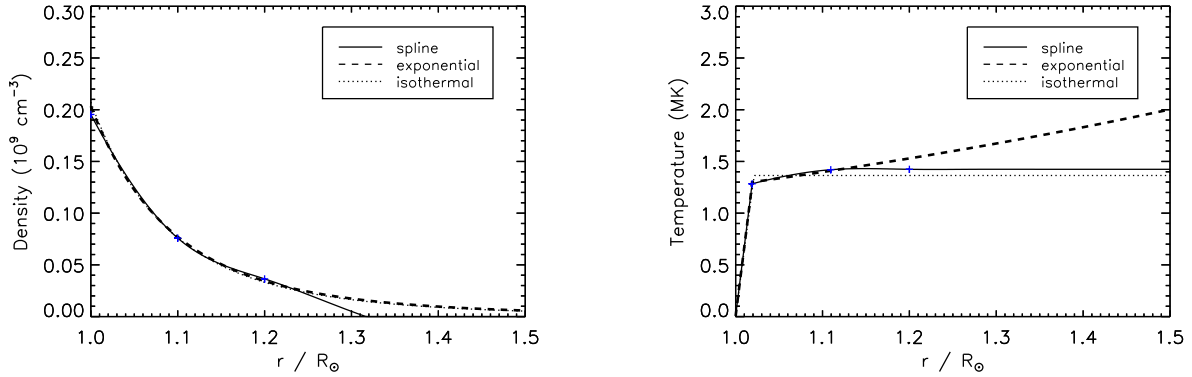 0.30
0.25
0.20
0.15
0.10
0.05
0.00
Density (10⁹ cm⁻³)
spline
exponential
isothermal
1.0 1.1 1.2 1.3 1.4 1.5
r / R☉
3.0
2.5
2.0
1.5
1.0
0.5
0.0
Temperature (MK)
spline
exponential
isothermal
1.0 1.1 1.2 1.3 1.4 1.5
r / R☉